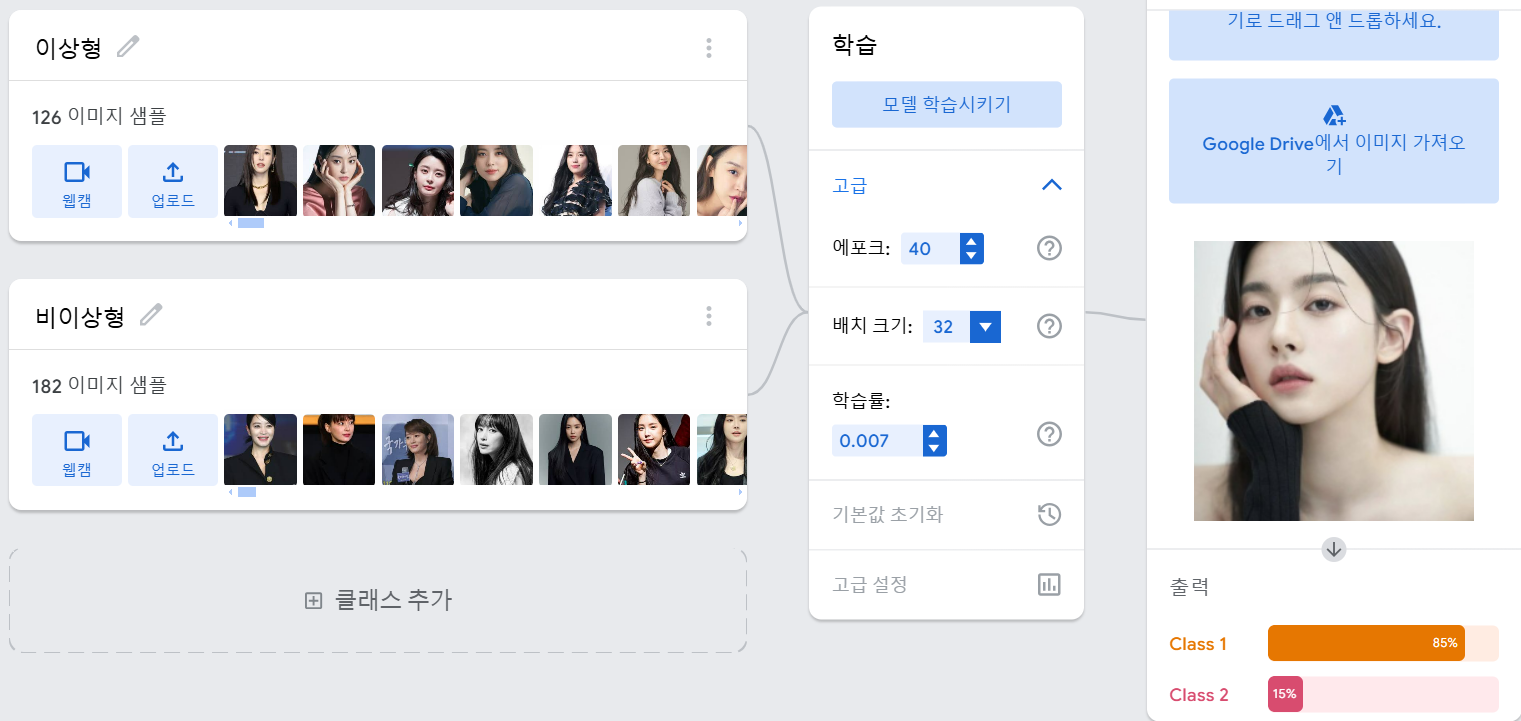 이상형
126 이미지 샘플
웹캠
업로드
비이상형
182 이미지 샘플
웹캠
업로드
클래스 추가
학습
모델 학습시키기
고급
에포크: 40
배치 크기: 32
학습률:
0.007
기본값 초기화
고급 설정
기로 드래그 앤 드롭하세요.
Google Drive에서 이미지 가져오
기
출력
Class 1 85%
Class 2 15%